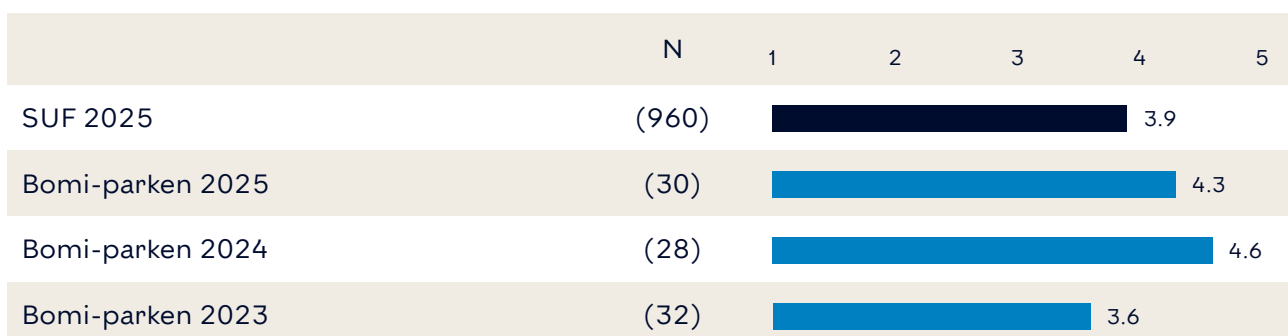 N 1 2 3 4 5
SUF 2025 (960) 3.9
Bomi-parken 2025 (30) 4.3
Bomi-parken 2024 (28) 4.6
Bomi-parken 2023 (32) 3.6